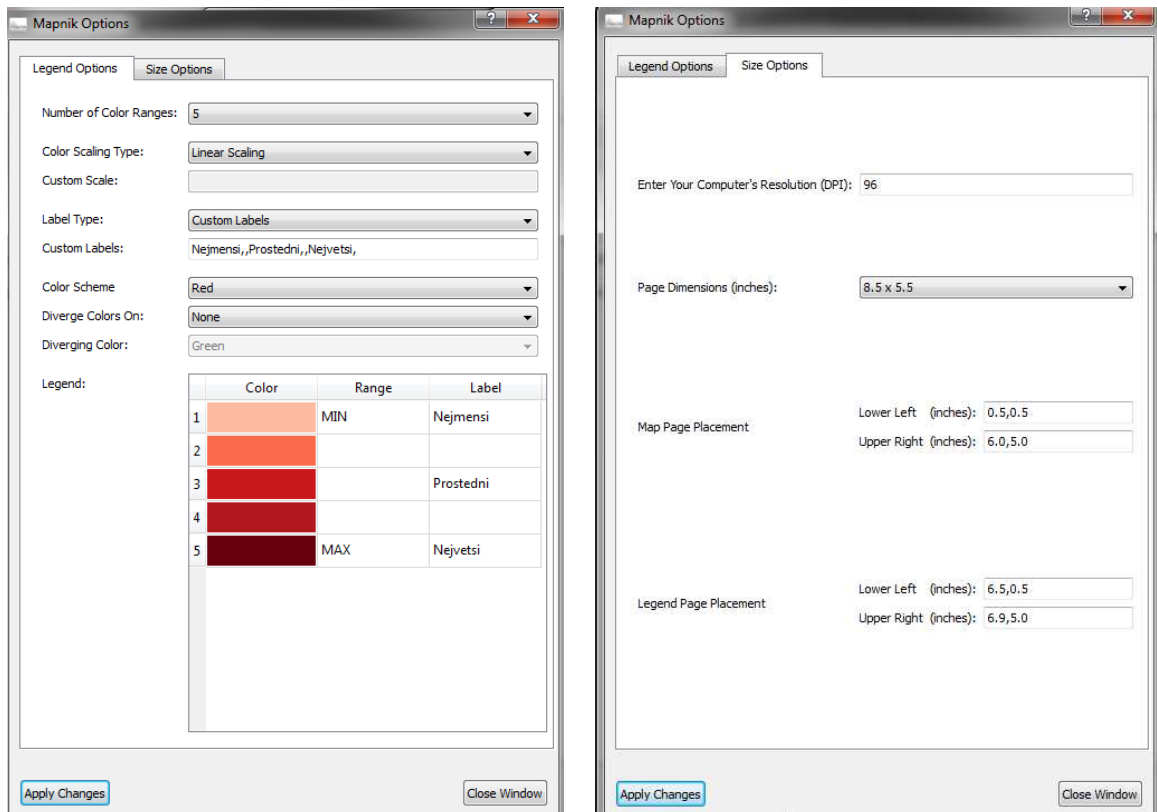 Mapnik Options
?
X
Legend Options
Size Options
Number of Color Ranges:
5
Color Scaling Type:
Linear Scaling
Custom Scale:
Label Type:
Custom Labels
Custom Labels:
Nejmensi,,Prostedni,,Nejvetsi,
Color Scheme
Red
Diverge Colors On:
None
Diverging Color:
Green
Legend:
Color Range Label
1 MIN Nejmensi
2
3 Prostedni
4
5 MAX Nejvetsi
Apply Changes
Close Window
Mapnik Options
?
X
Legend Options
Size Options
Enter Your Computer's Resolution (DPI): 96
Page Dimensions (inches): 8.5 x 5.5
Map Page Placement
Lower Left (inches): 0.5,0.5
Upper Right (inches): 6.0,5.0
Legend Page Placement
Lower Left (inches): 6.5,0.5
Upper Right (inches): 6.9,5.0
Apply Changes
Close Window